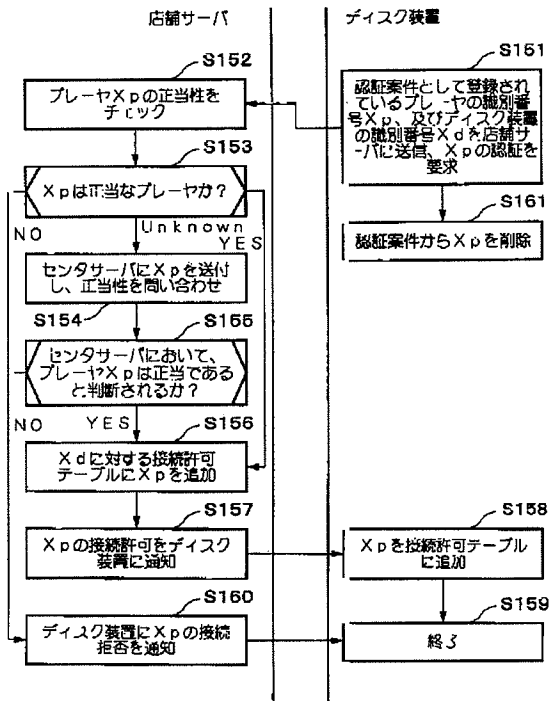 店舗サーバ
ディスク装置
S151
認証案件として登録され
ているプレーヤの識別番
号Xp、及びディスク装置
の識別番号Xdを店舗サ
ーバに送信、Xpの認証を
要求
S152
プレーヤXpの正当性を
チェック
S153
Xpは正当なプレーヤか?
NO
Unknown
YES
S161
認証案件からXpを削除
センタサーバにXpを送付
し、正当性を問い合わせ
S154
S155
センタサーバにおいて、
プレーヤXpは正当である
と判断されるか?
NO
YES
S156
Xdに対する接続許可
テーブルにXpを追加
S157
Xpの接続許可をディスク
装置に通知
S158
Xpを接続許可テーブル
に追加
S160
ディスク装置にXpの接続
拒否を通知
S159
終了